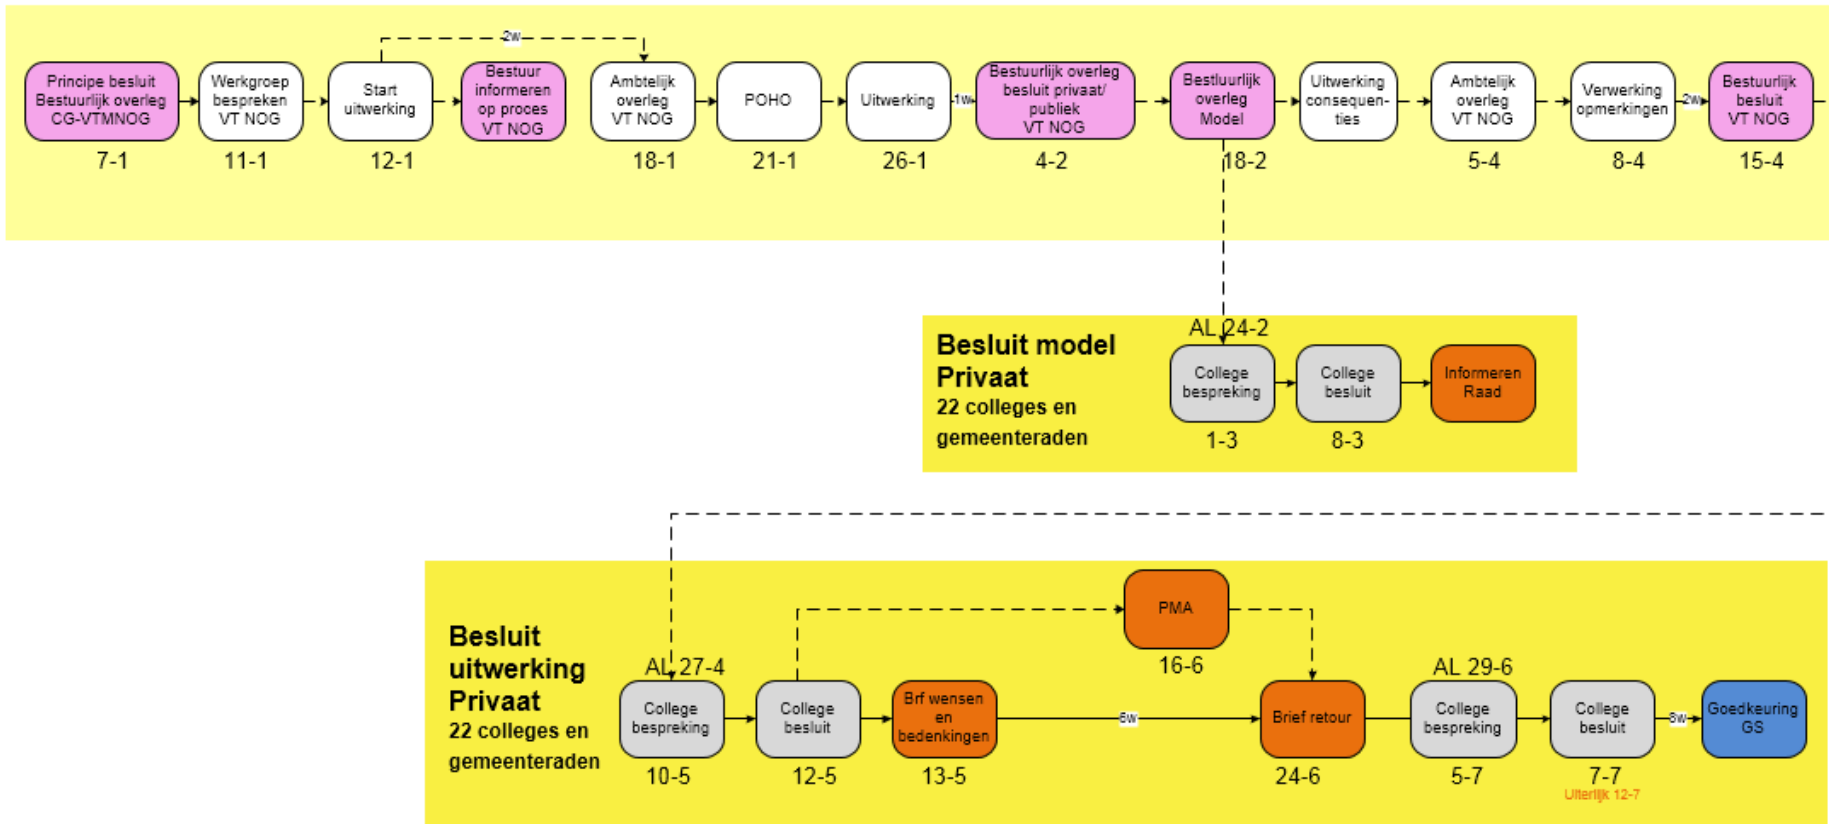 2w
Principe besluit
Bestuurlijk overleg
CG-VTMNOG
7-1
Werkgroep
bespreken
VT NOG
11-1
Start
uitwerking
12-1
Bestuur
informeren
op proces
VT NOG
Ambtelijk
overleg
VT NOG
18-1
POHO
21-1
Uitwerking
26-1
1w
Bestuurlijk overleg
besluit privaat/
publiek
VT NOG
4-2
Bestluurlijk
overleg
Model
18-2
Uitwerking
consequen-
ties
Ambtelijk
overleg
VT NOG
5-4
Verwerking
opmerkingen
8-4
2w
Bestuurlijk
besluit
VT NOG
15-4
Besluit model
Privaat
22 colleges en
gemeenteraden
AL 24-2
College
bespreking
1-3
College
besluit
8-3
Informeren
Raad
Besluit
uitwerking
Privaat
22 colleges en
gemeenteraden
AL 27-4
College
bespreking
10-5
College
besluit
12-5
Brf wensen
en
bedenkingen
13-5
6w
PMA
16-6
Brief retour
24-6
AL 29-6
College
bespreking
5-7
College
besluit
7-7
Uiterlijk 12-7
8w
Goedkeuring
GS